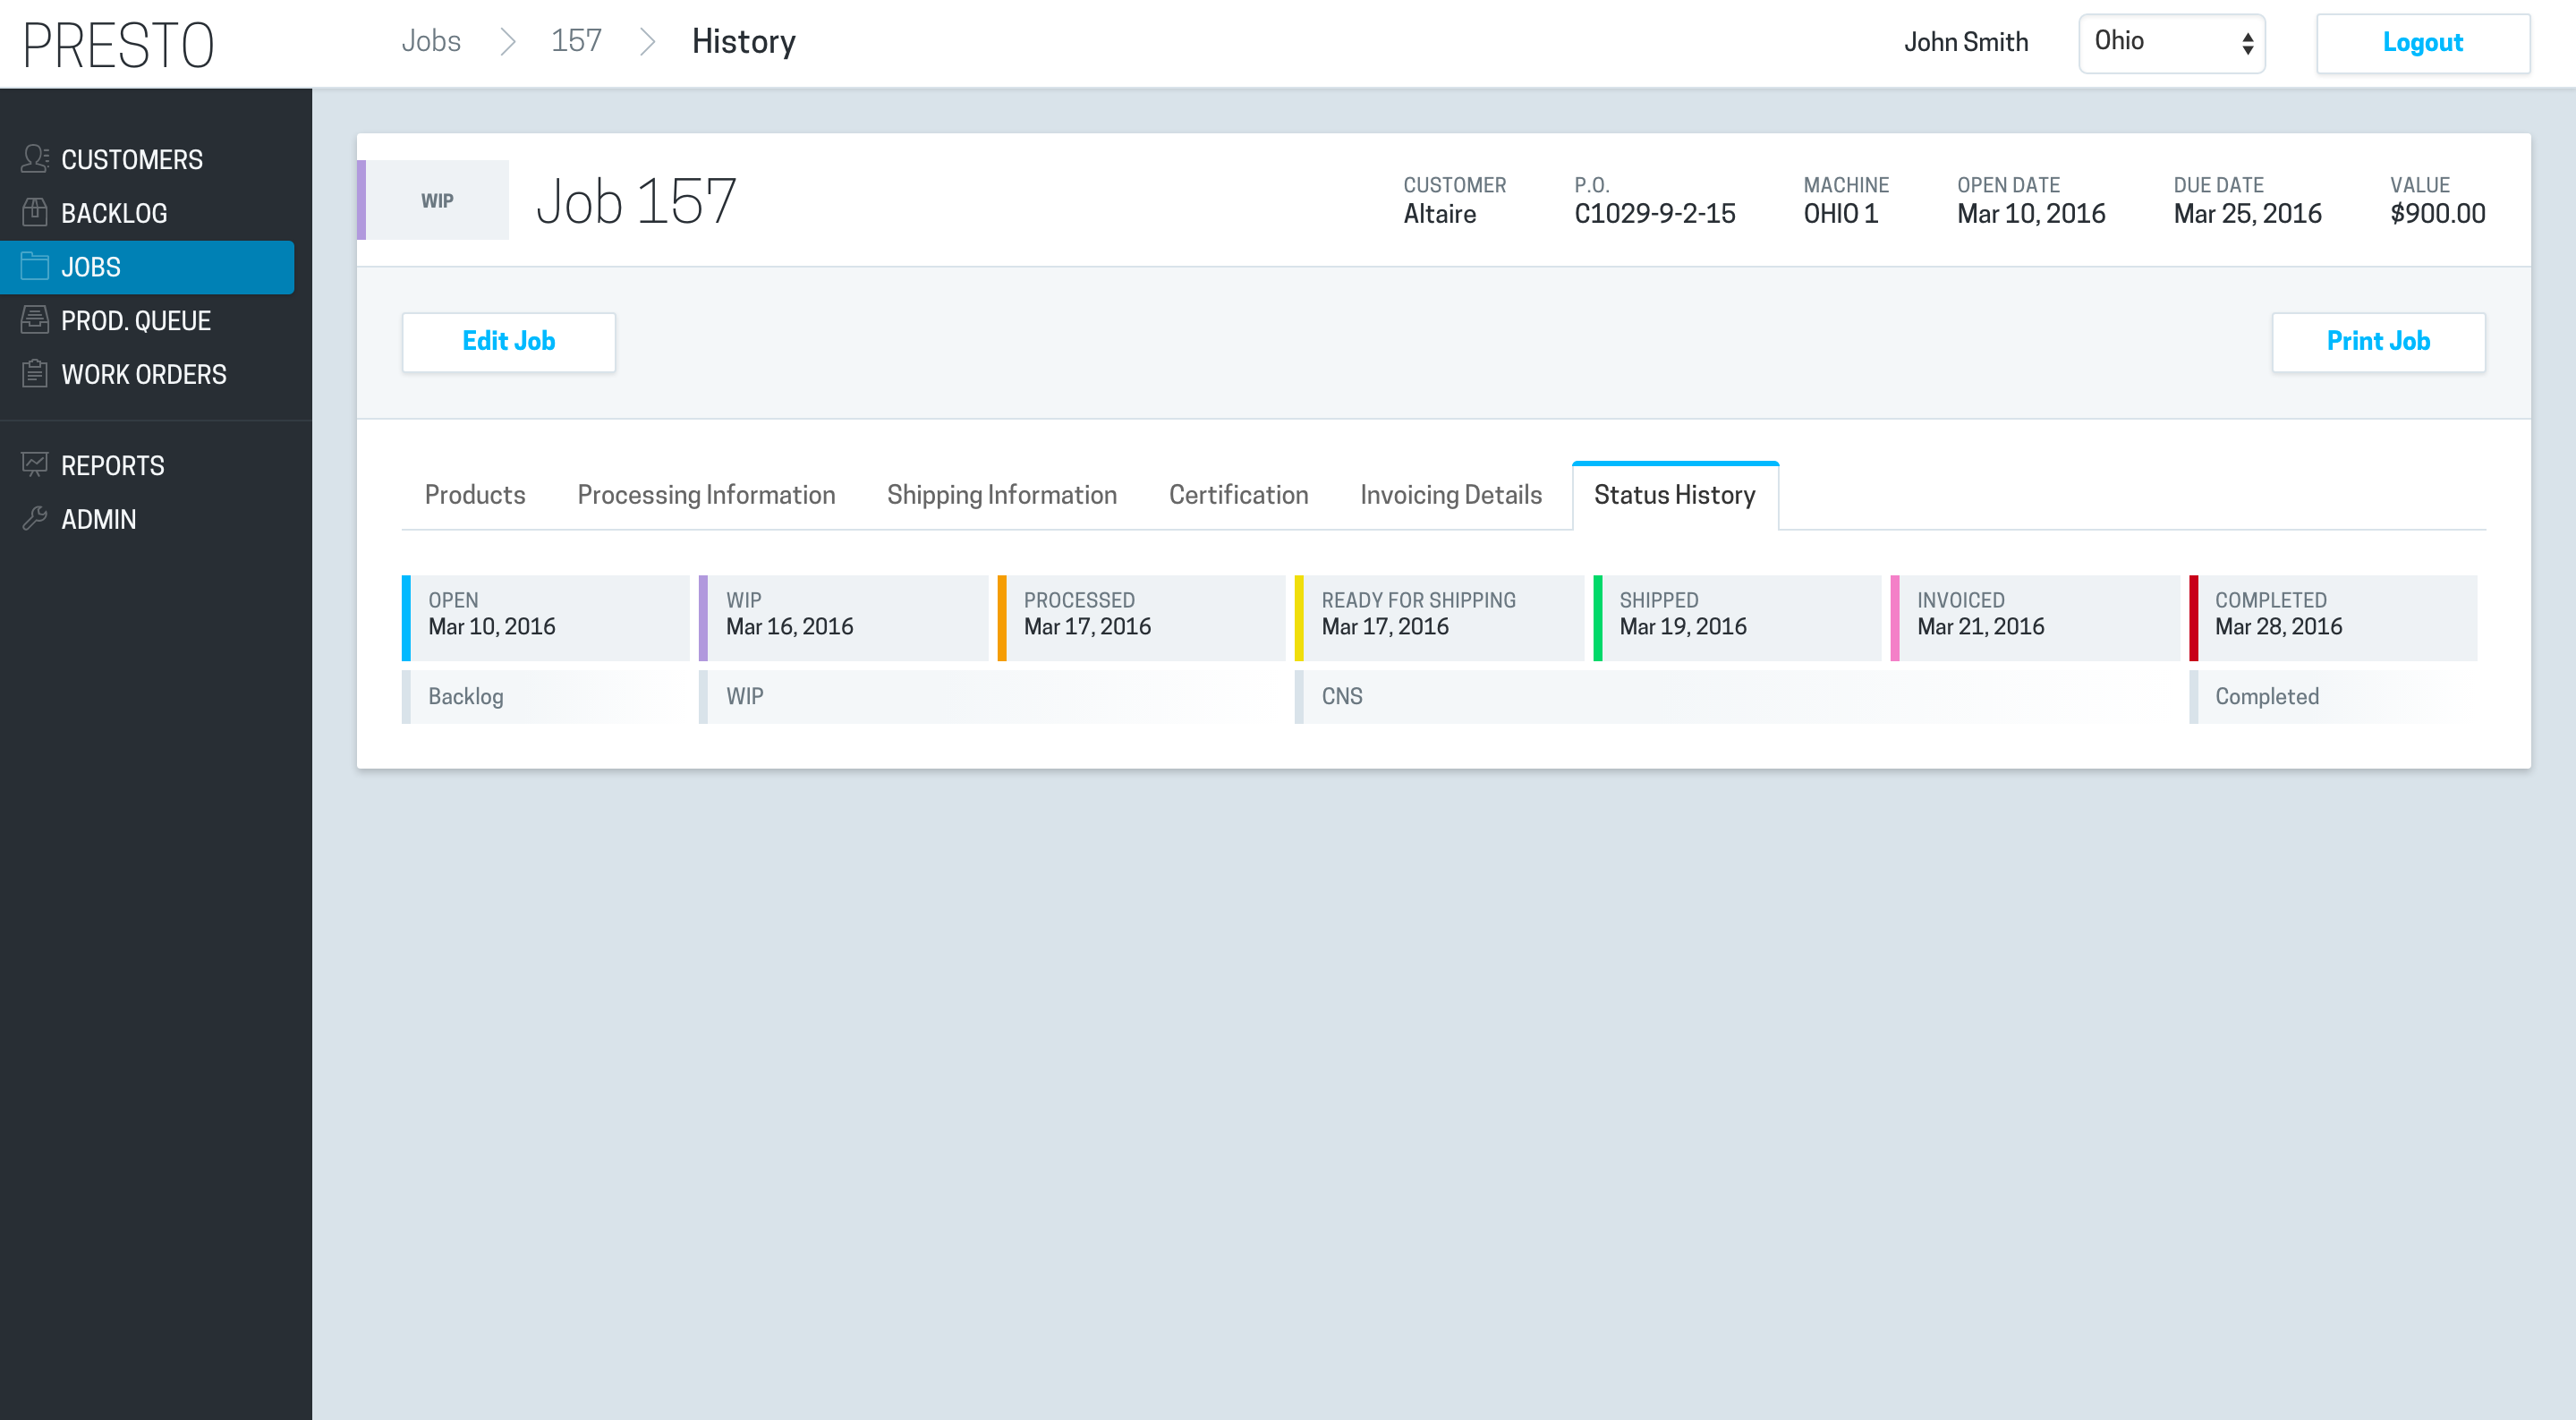 PRESTO
Jobs 157 History
John Smith Ohio Logout
CUSTOMERS
BACKLOG
JOBS
PROD. QUEUE
WORK ORDERS
REPORTS
ADMIN
WIP Job 157
CUSTOMER P.O. MACHINE OPEN DATE DUE DATE VALUE
Altaire C1029-9-2-15 OHIO 1 Mar 10, 2016 Mar 25, 2016 $900.00
Edit Job Print Job
Products Processing Information Shipping Information Certification Invoicing Details Status History
OPEN WIP PROCESSED READY FOR SHIPPING SHIPPED INVOICED COMPLETED
Mar 10, 2016 Mar 16, 2016 Mar 17, 2016 Mar 17, 2016 Mar 19, 2016 Mar 21, 2016 Mar 28, 2016
Backlog WIP CNS Completed